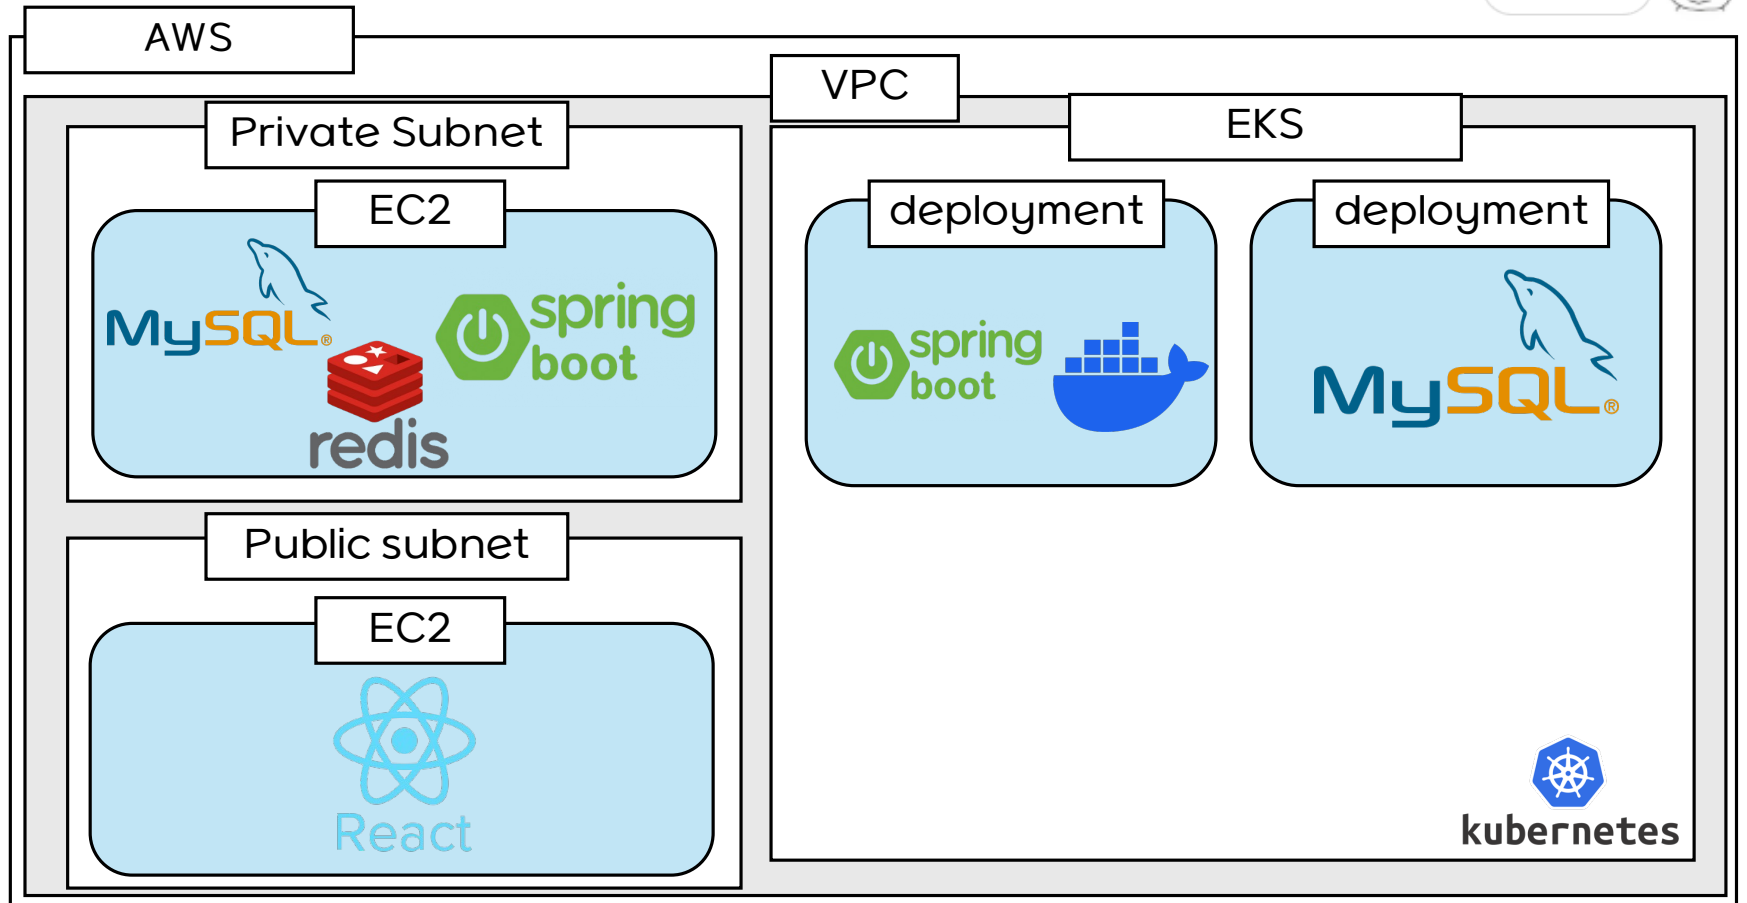 AWS
VPC
Private Subnet
EC2
MySQL®
redis
spring
boot
Public subnet
EC2
React
EKS
deployment
spring
boot
deployment
MySQL®
kubernetes